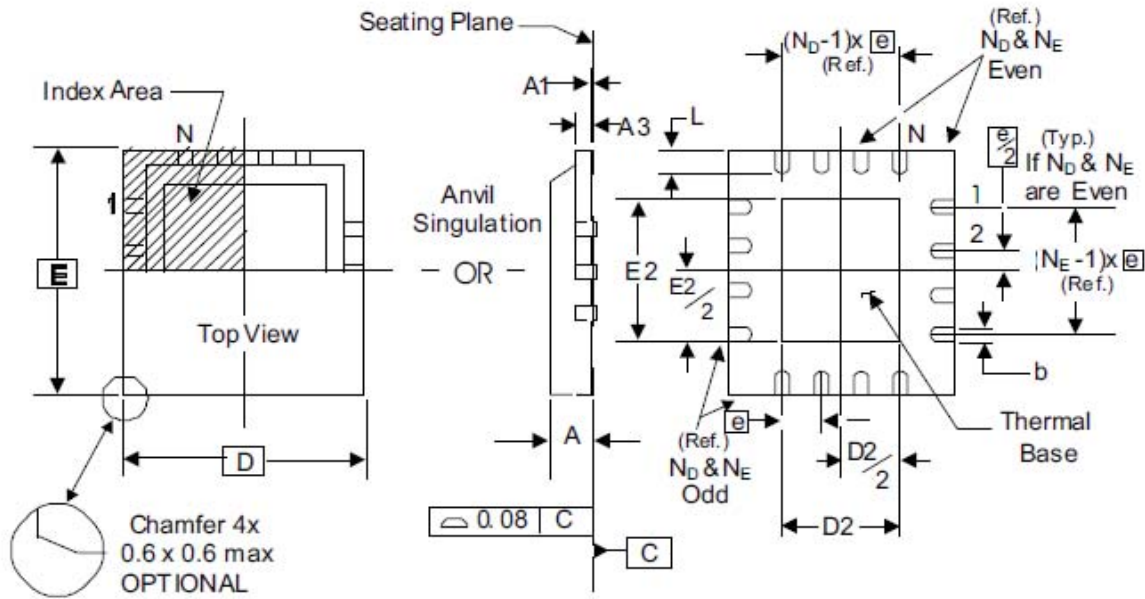 Seating Plane
Index Area
N
1
E
Top View
D
Chamfer 4x
0.6 x 0.6 max
OPTIONAL
A1
A3
L
Anvil
Singulation
OR
A
⌓ 0.08 C
C
(ND-1)x e
(Ref.)
(Ref.)
ND & NE
Even
N
e/2
(Typ.)
If ND & NE
are Even
1
2
(NE-1)x e
(Ref.)
E2
E2/2
b
e
(Ref.)
ND & NE
Odd
D2/2
D2
Thermal
Base